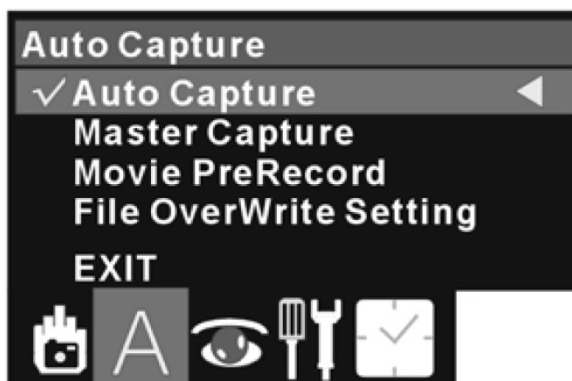 Auto Capture
✓ Auto Capture ◀
Master Capture
Movie PreRecord
File OverWrite Setting
EXIT
A